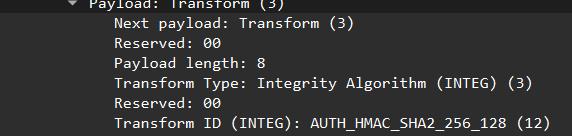 Payload: Transform (3)
Next payload: Transform (3)
Reserved: 00
Payload length: 8
Transform Type: Integrity Algorithm (INTEG) (3)
Reserved: 00
Transform ID (INTEG): AUTH_HMAC_SHA2_256_128 (12)